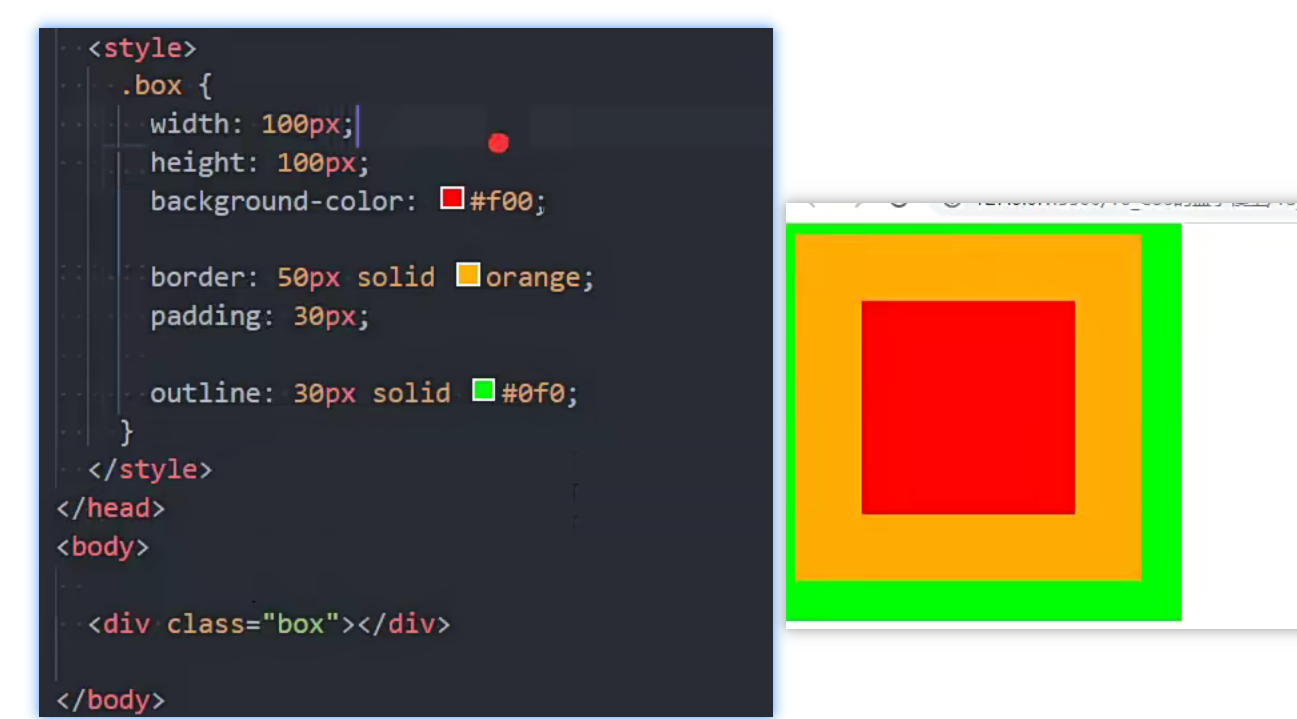 <style>
.box {
width: 100px;
height: 100px;
background-color: #f00;
border: 50px solid orange;
padding: 30px;
outline: 30px solid #0f0;
}
</style>
</head>
<body>
<div class="box"></div>
</body>